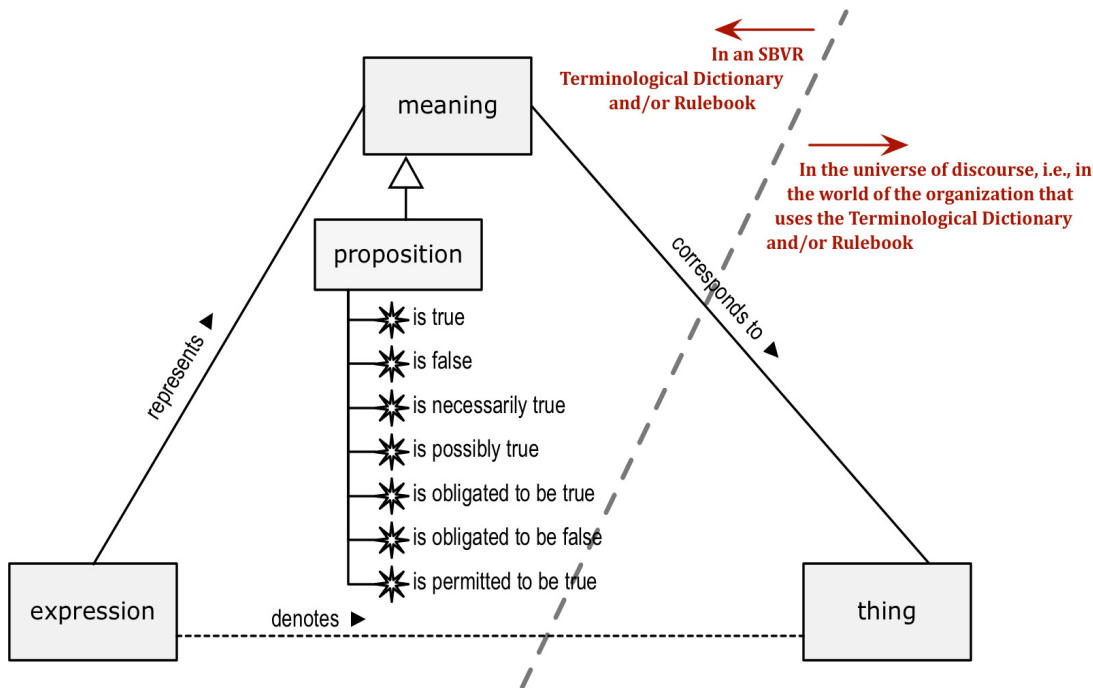 In an SBVR
Terminological Dictionary
and/or Rulebook
meaning
In the universe of discourse, i.e., in
the world of the organization that
uses the Terminological Dictionary
and/or Rulebook
proposition
corresponds to ▶
represents ▶
is true
is false
is necessarily true
is possibly true
is obligated to be true
is obligated to be false
is permitted to be true
expression
thing
denotes ▶